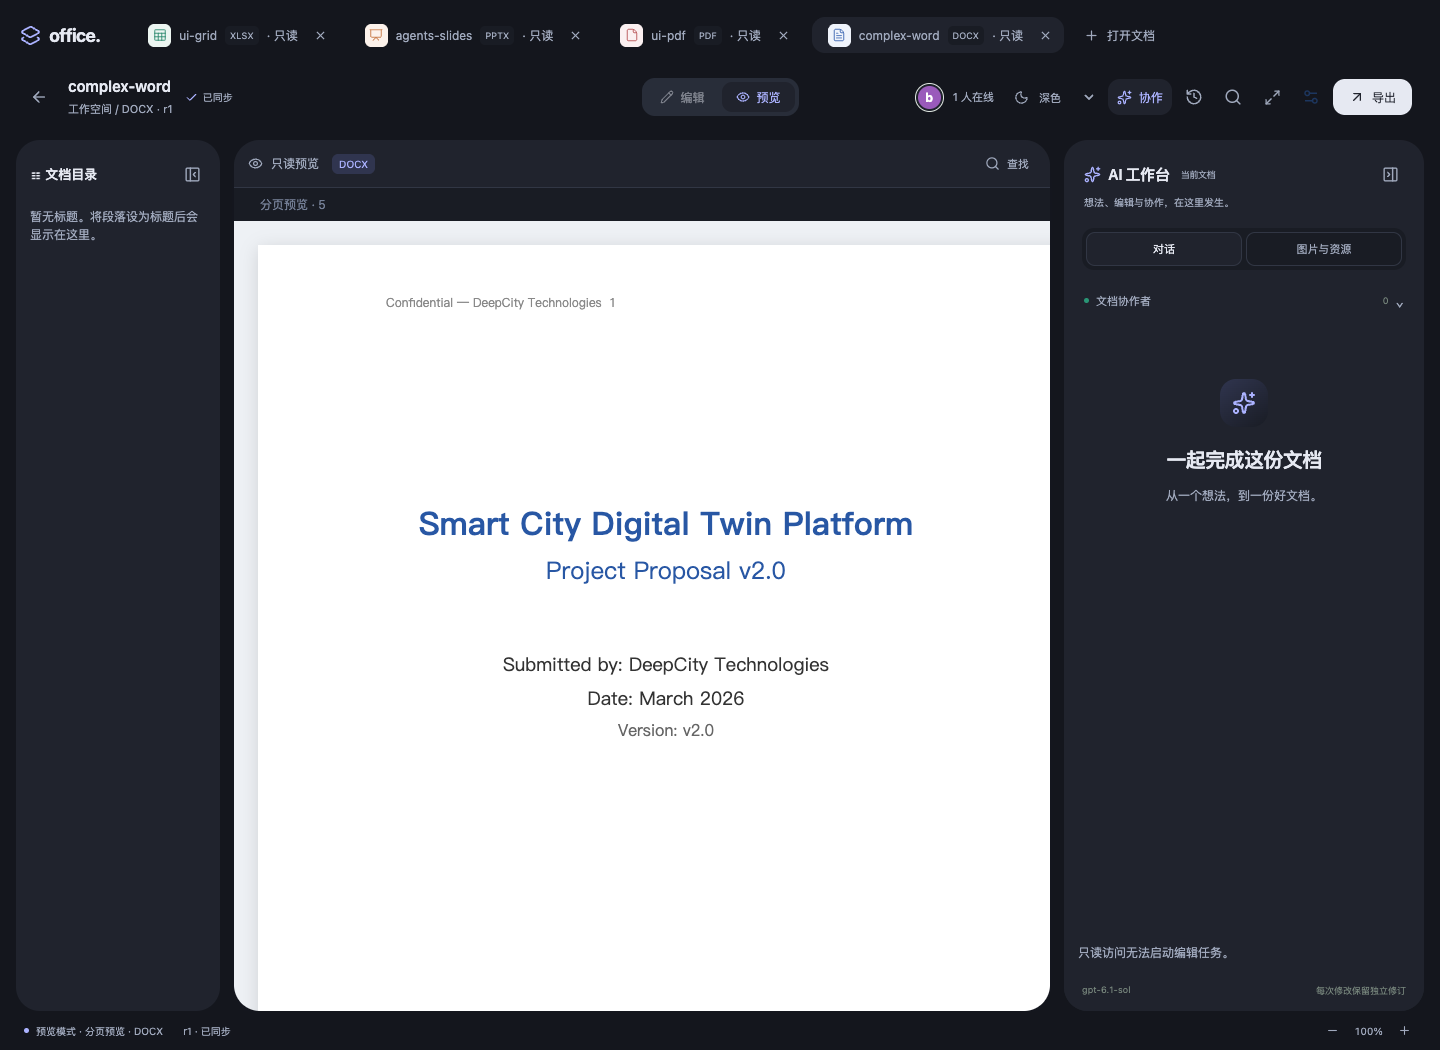 office.
ui-grid XLSX · 只读
agents-slides PPTX · 只读
ui-pdf PDF · 只读
complex-word DOCX · 只读
打开文档
complex-word
工作空间 / DOCX · r1
已同步
编辑
预览
b
1 人在线
深色
协作
导出
文档目录
暂无标题。将段落设为标题后会
显示在这里。
只读预览 DOCX
查找
分页预览 · 5
Confidential — DeepCity Technologies 1
Smart City Digital Twin Platform
Project Proposal v2.0
Submitted by: DeepCity Technologies
Date: March 2026
Version: v2.0
AI 工作台 当前文档
想法、编辑与协作，在这里发生。
对话
图片与资源
文档协作者
0
一起完成这份文档
从一个想法，到一份好文档。
只读访问无法启动编辑任务。
gpt-6.1-sol
每次修改保留独立修订
预览模式 · 分页预览 · DOCX
r1 · 已同步
100%